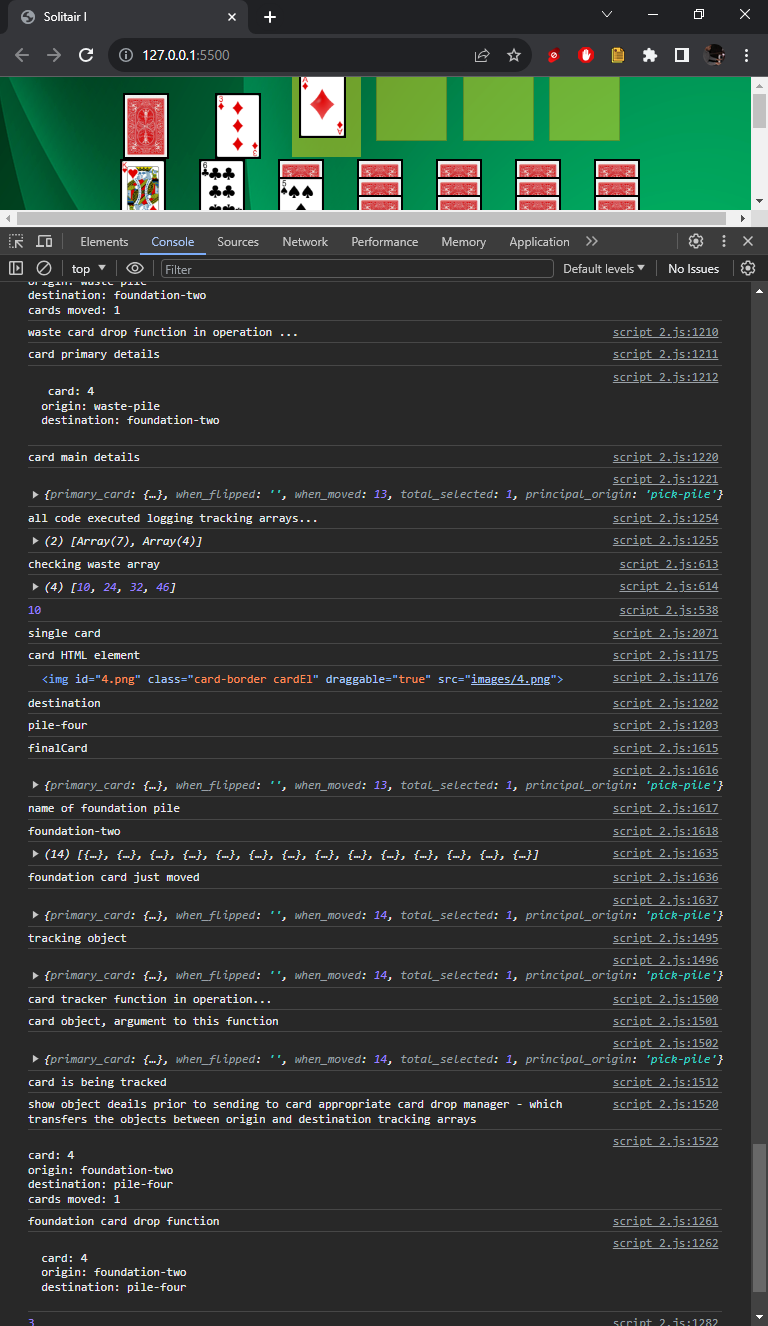 Solitair I
127.0.0.1:5500
A
A
3
3
K
6
5
Elements Console Sources Network Performance Memory Application
top Filter Default levels No Issues
origin: waste-pile
destination: foundation-two
cards moved: 1
waste card drop function in operation ... script 2.js:1210
card primary details script 2.js:1211
script 2.js:1212
card: 4
origin: waste-pile
destination: foundation-two
card main details script 2.js:1220
script 2.js:1221
{primary_card: {…}, when_flipped: '', when_moved: 13, total_selected: 1, principal_origin: 'pick-pile'}
all code executed logging tracking arrays... script 2.js:1254
(2) [Array(7), Array(4)] script 2.js:1255
checking waste array script 2.js:613
(4) [10, 24, 32, 46] script 2.js:614
10 script 2.js:538
single card script 2.js:2071
card HTML element script 2.js:1175
<img id="4.png" class="card-border cardEl" draggable="true" src="images/4.png"> script 2.js:1176
destination script 2.js:1202
pile-four script 2.js:1203
finalCard script 2.js:1615
script 2.js:1616
{primary_card: {…}, when_flipped: '', when_moved: 13, total_selected: 1, principal_origin: 'pick-pile'}
name of foundation pile script 2.js:1617
foundation-two script 2.js:1618
(14) [{…}, {…}, {…}, {…}, {…}, {…}, {…}, {…}, {…}, {…}, {…}, {…}, {…}, {…}] script 2.js:1635
foundation card just moved script 2.js:1636
script 2.js:1637
{primary_card: {…}, when_flipped: '', when_moved: 14, total_selected: 1, principal_origin: 'pick-pile'}
tracking object script 2.js:1495
script 2.js:1496
{primary_card: {…}, when_flipped: '', when_moved: 14, total_selected: 1, principal_origin: 'pick-pile'}
card tracker function in operation... script 2.js:1500
card object, argument to this function script 2.js:1501
script 2.js:1502
{primary_card: {…}, when_flipped: '', when_moved: 14, total_selected: 1, principal_origin: 'pick-pile'}
card is being tracked script 2.js:1512
show object deails prior to sending to card appropriate card drop manager - which script 2.js:1520
transfers the objects between origin and destination tracking arrays
script 2.js:1522
card: 4
origin: foundation-two
destination: pile-four
cards moved: 1
foundation card drop function script 2.js:1261
script 2.js:1262
card: 4
origin: foundation-two
destination: pile-four
3 script 2.js:1282